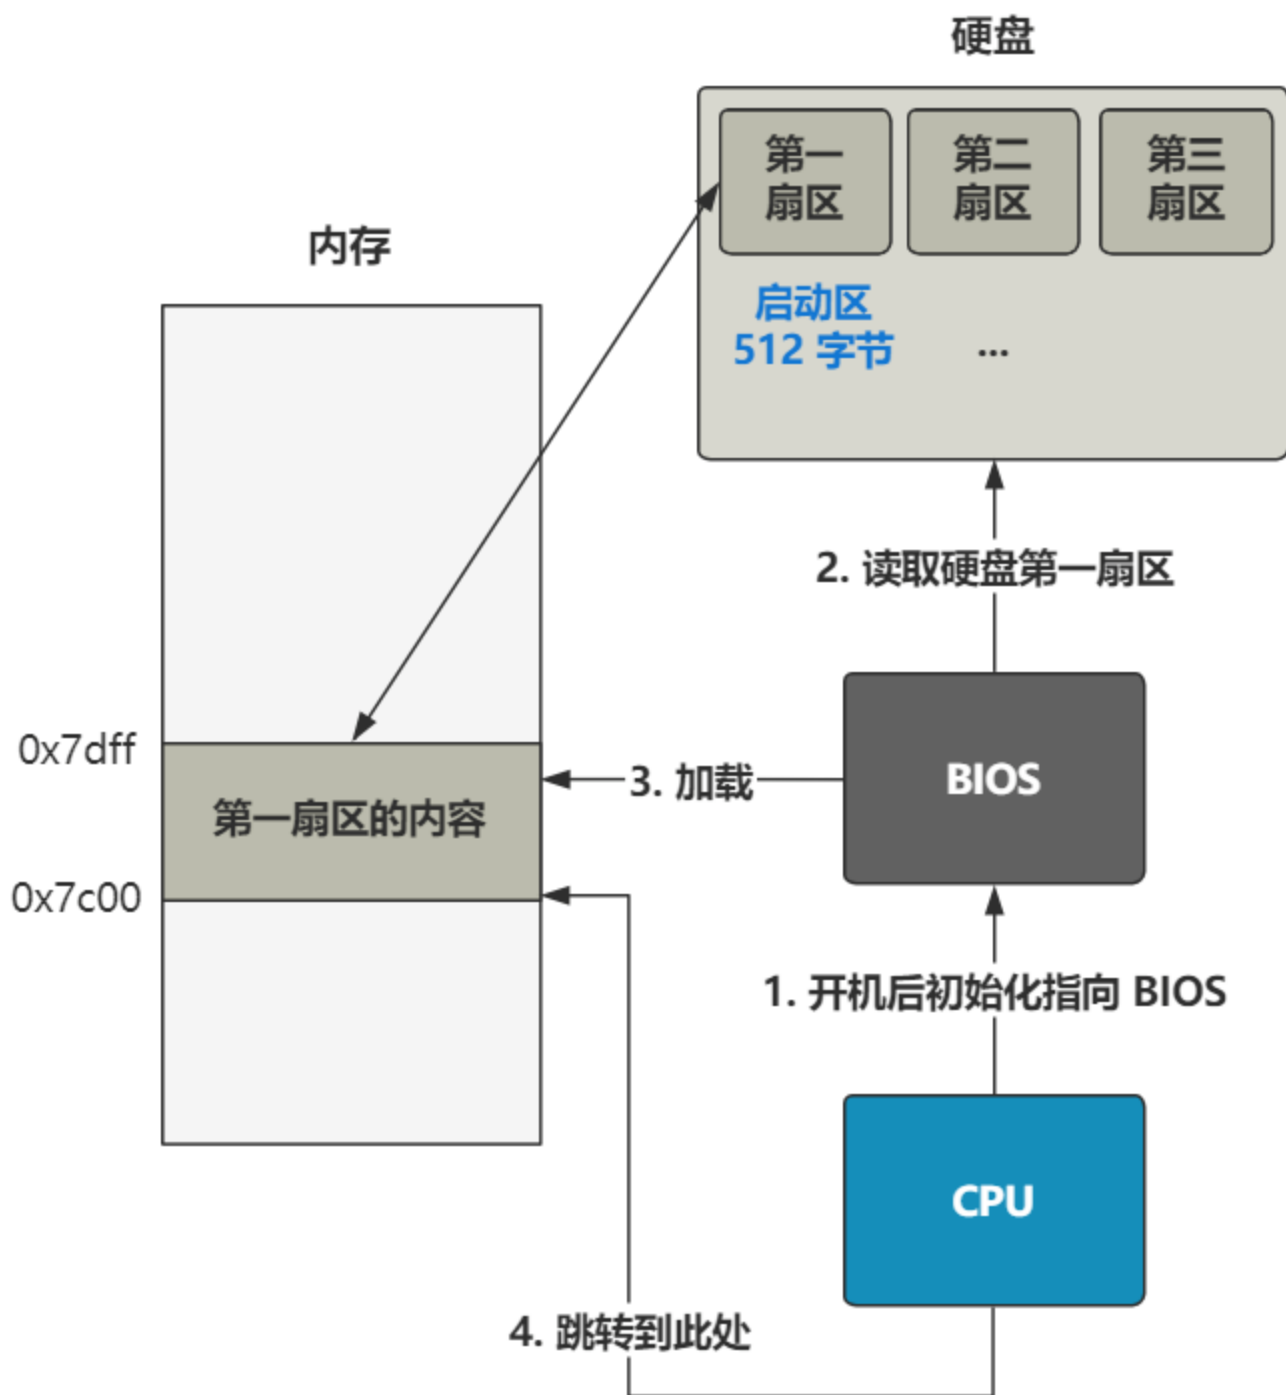 硬盘
第一
扇区
第二
扇区
第三
扇区
启动区
512 字节
...
内存
2. 读取硬盘第一扇区
0x7dff
第一扇区的内容
0x7c00
3. 加载
BIOS
1. 开机后初始化指向 BIOS
CPU
4. 跳转到此处